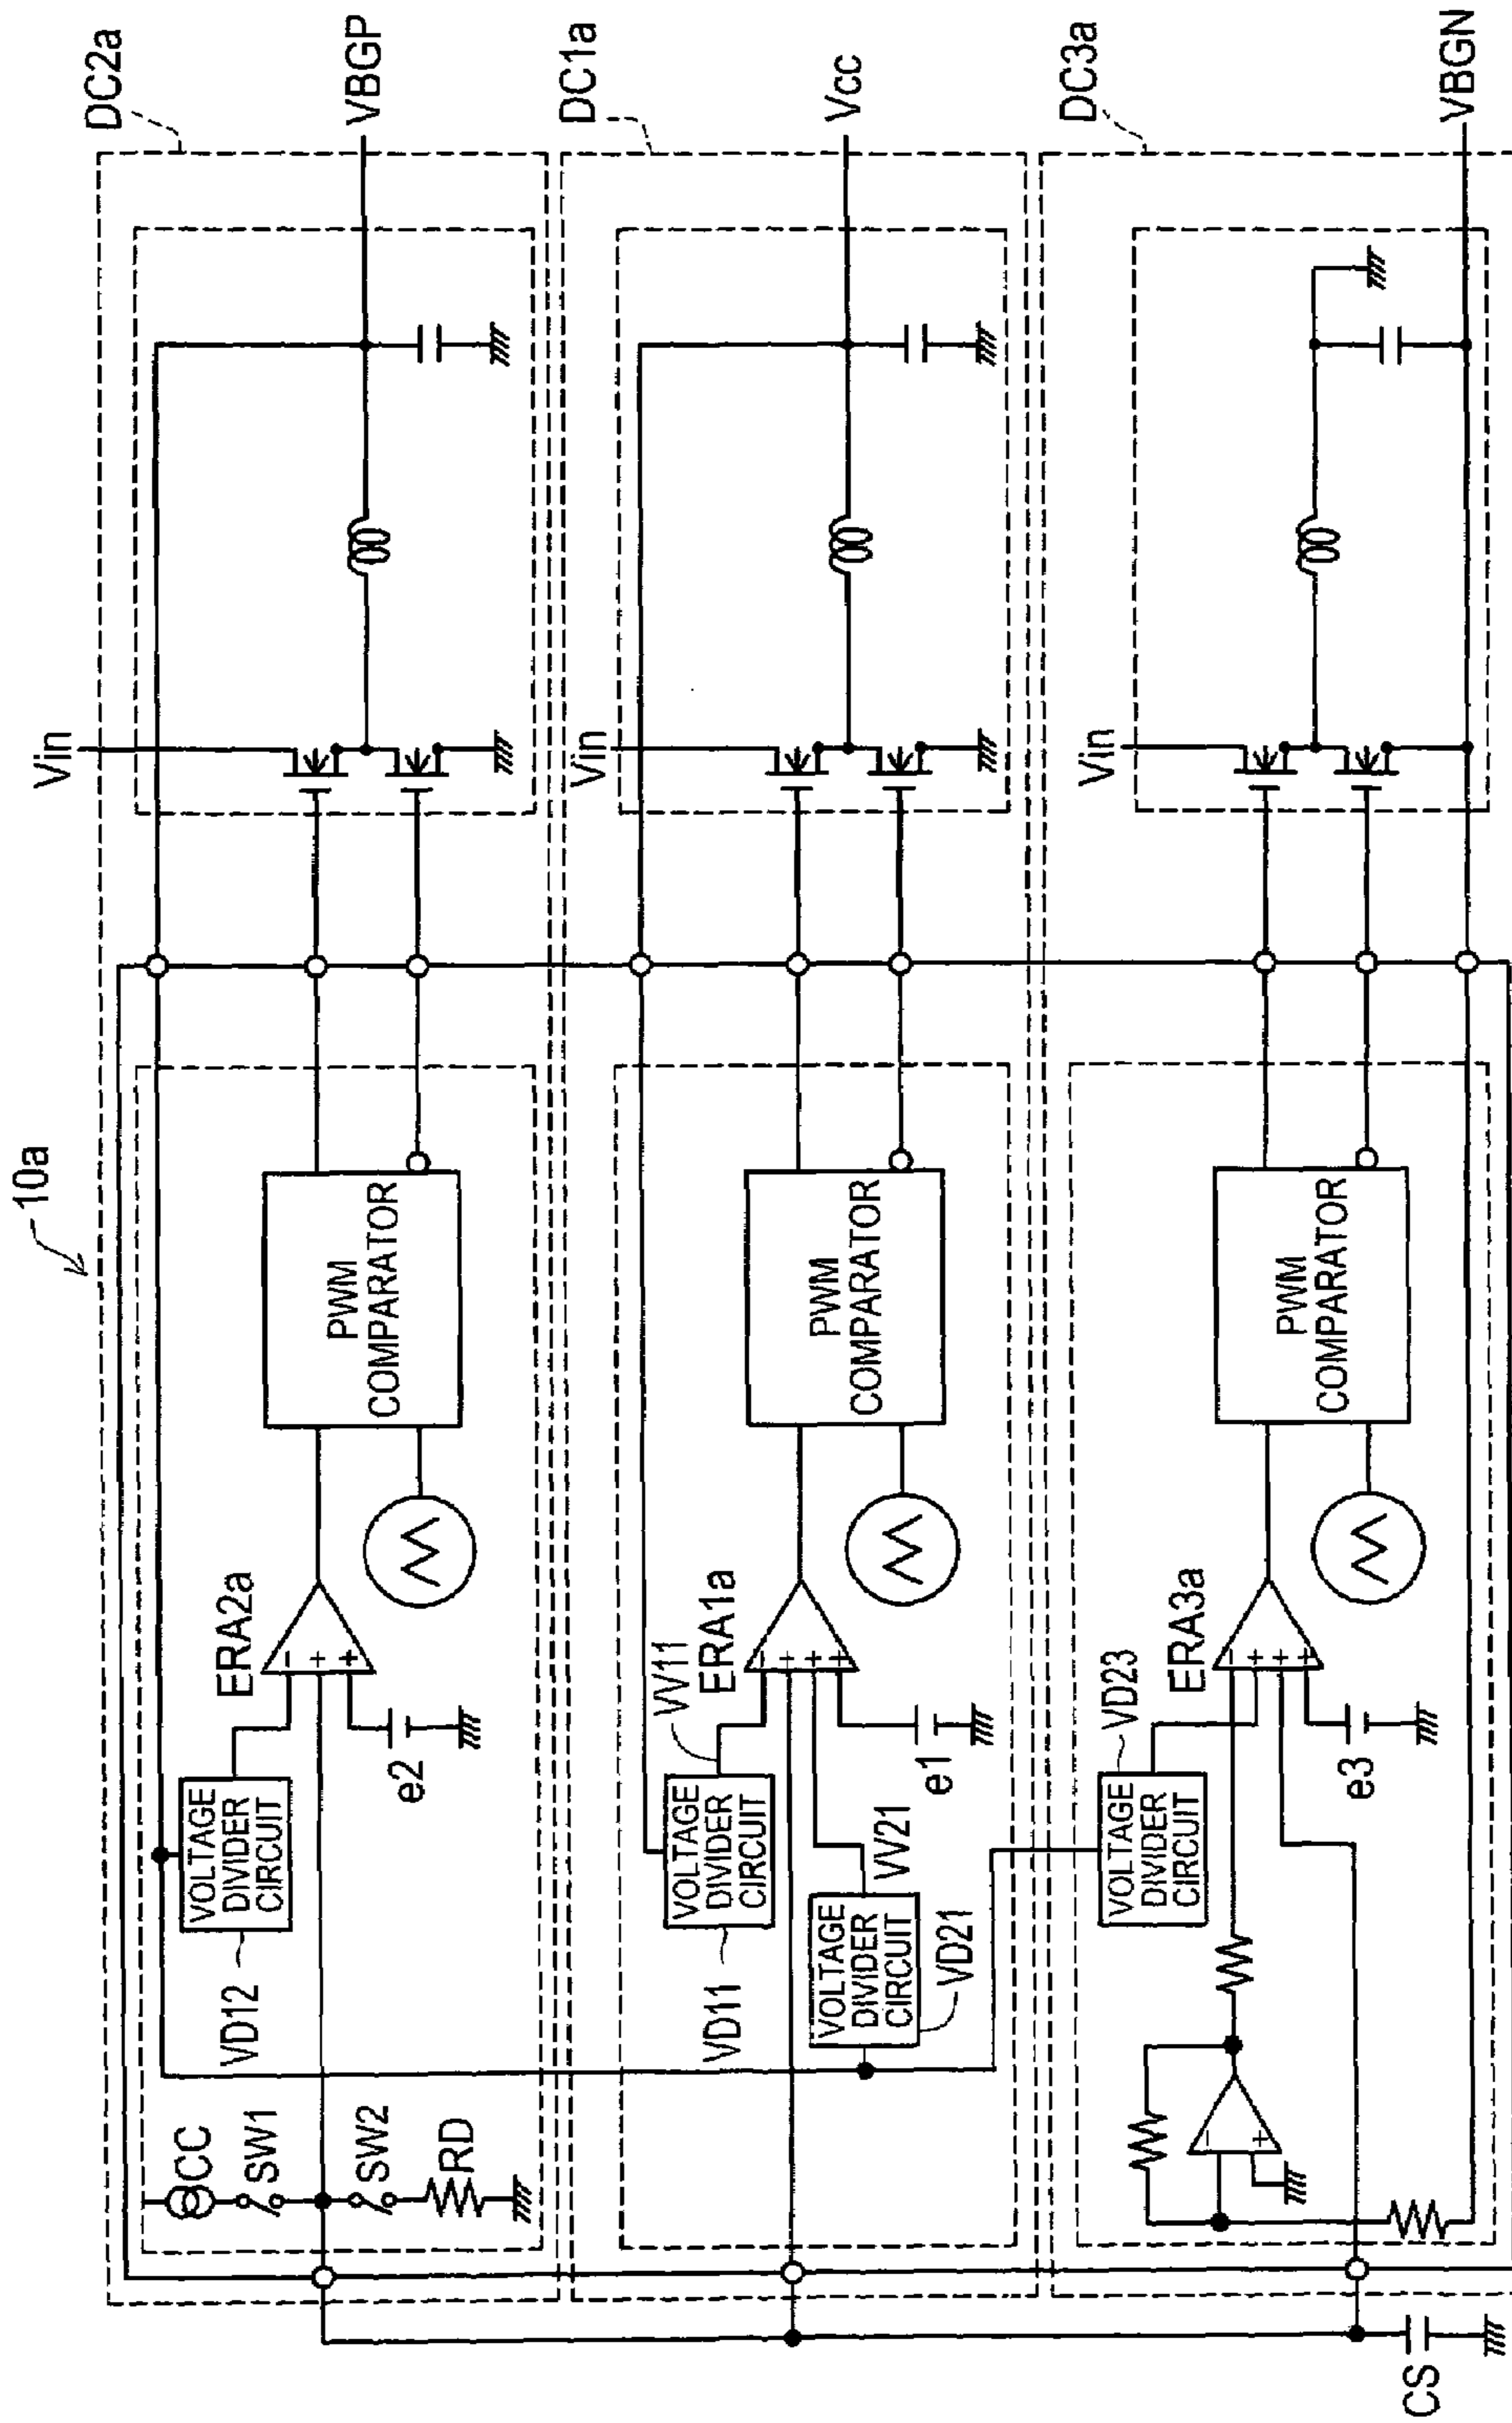 10a
DC2a
Vin
VBGP
PWM
COMPARATOR
ERA2a
e2
VOLTAGE
DIVIDER
CIRCUIT
VD12
CC
SW1
SW2
RD
DC1a
Vin
Vcc
PWM
COMPARATOR
ERA1a
VV11
e1
VOLTAGE
DIVIDER
CIRCUIT
VD11
VV21
VOLTAGE
DIVIDER
CIRCUIT
VD21
DC3a
Vin
VBGN
PWM
COMPARATOR
ERA3a
VD23
e3
VOLTAGE
DIVIDER
CIRCUIT
CS